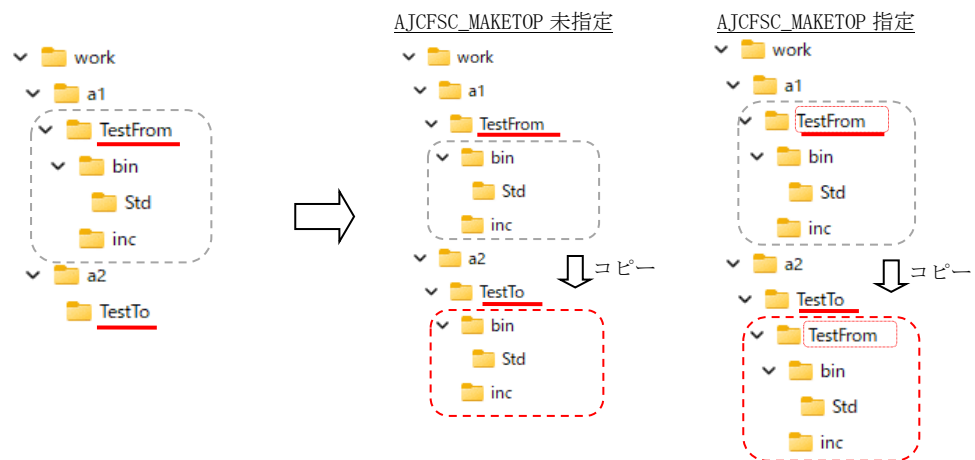 work
a1
TestFrom
bin
Std
inc
a2
TestTo
AJCFSC_MAKETOP 未指定
work
a1
TestFrom
bin
Std
inc
a2
コピー
TestTo
bin
Std
inc
AJCFSC_MAKETOP 指定
work
a1
TestFrom
bin
Std
inc
a2
コピー
TestTo
TestFrom
bin
Std
inc